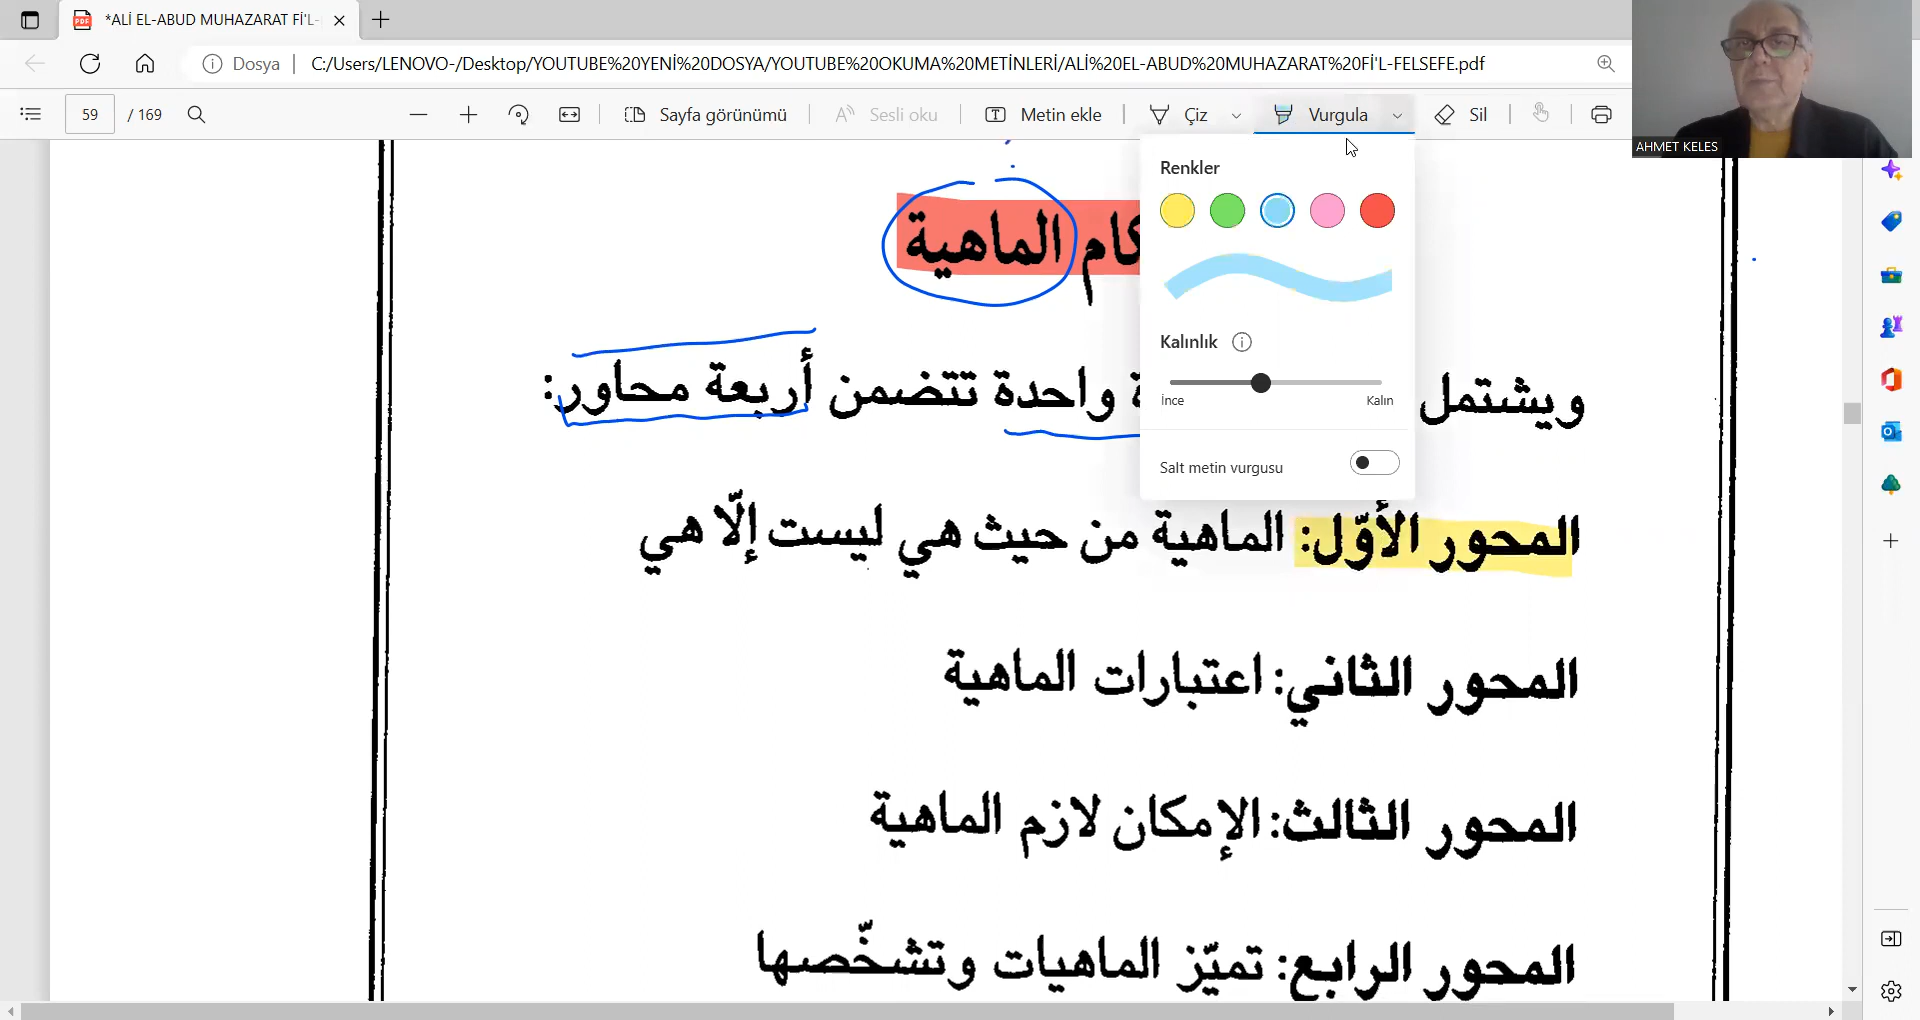 *ALİ EL-ABUD MUHAZARAT Fİ'L-
Dosya
C:/Users/LENOVO-/Desktop/YOUTUBE%20YENİ%20DOSYA/YOUTUBE%20OKUMA%20METİNLERİ/ALİ%20EL-ABUD%20MUHAZARAT%20Fİ'L-FELSEFE.pdf
59 / 169
Sayfa görünümü
Sesli oku
Metin ekle
Çiz
Vurgula
Sil
AHMET KELES
Renkler
Kalınlık
İnce Kalın
Salt metin vurgusu
الماهية
ويشتمل واحدة تتضمن أربعة محاور:
المحور الأوّل: الماهية من حيث هي ليست إلّا هي
المحور الثاني: اعتبارات الماهية
المحور الثالث: الإمكان لازم الماهية
المحور الرابع: تميّز الماهيات وتشخّصها